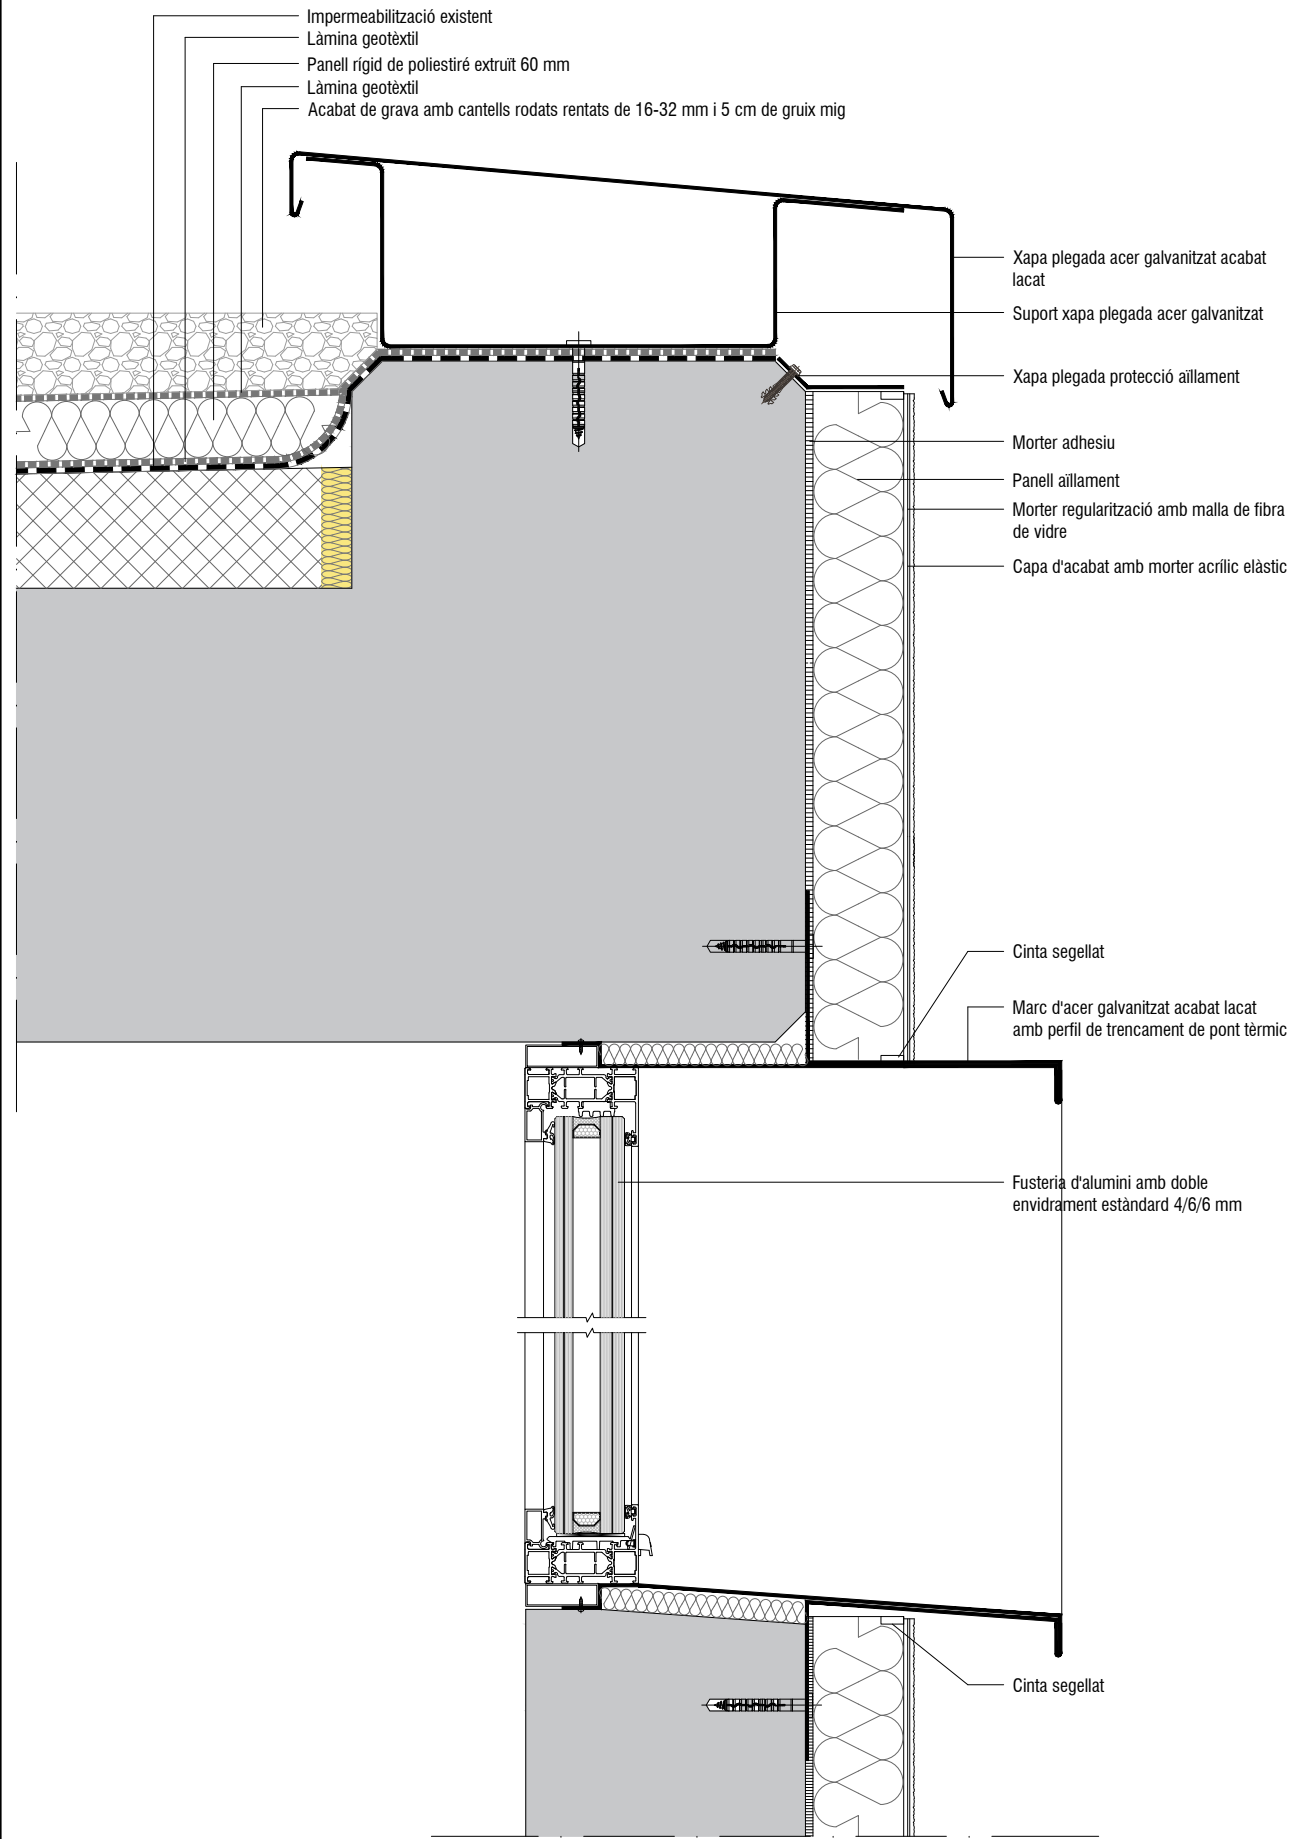 Impermeabilització existent
Làmina geotèxtil
Panell rígid de poliestiré extruït 60 mm
Làmina geotèxtil
Acabat de grava amb cantells rodats rentats de 16-32 mm i 5 cm de gruix mig
Xapa plegada acer galvanitzat acabat
lacat
Suport xapa plegada acer galvanitzat
Xapa plegada protecció aïllament
Morter adhesiu
Panell aïllament
Morter regularització amb malla de fibra
de vidre
Capa d'acabat amb morter acrílic elàstic
Cinta segellat
Marc d'acer galvanitzat acabat lacat
amb perfil de trencament de pont tèrmic
Fusteria d'alumini amb doble
envidrament estàndard 4/6/6 mm
Cinta segellat